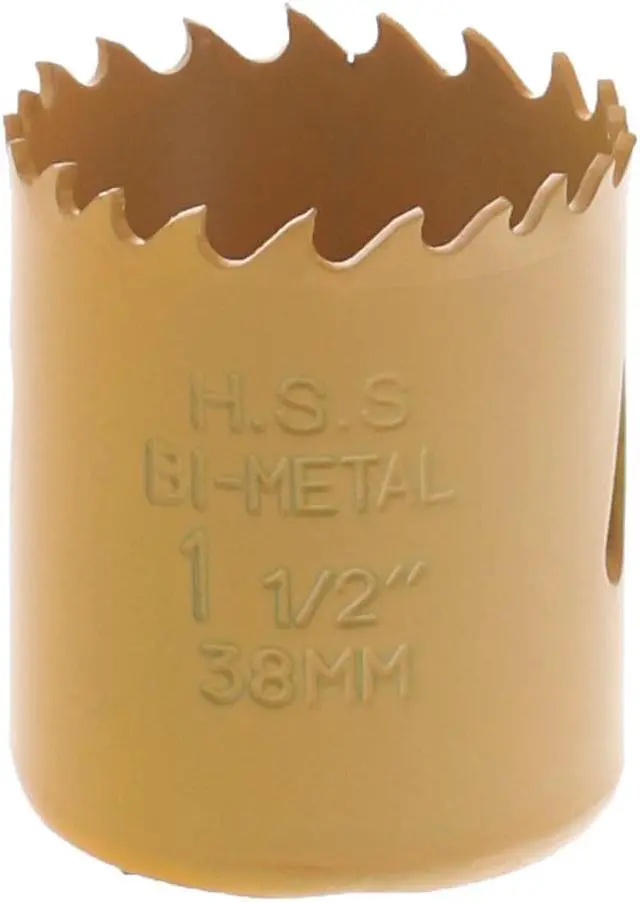 H.S.S
BI-METAL
1 1/2"
38MM